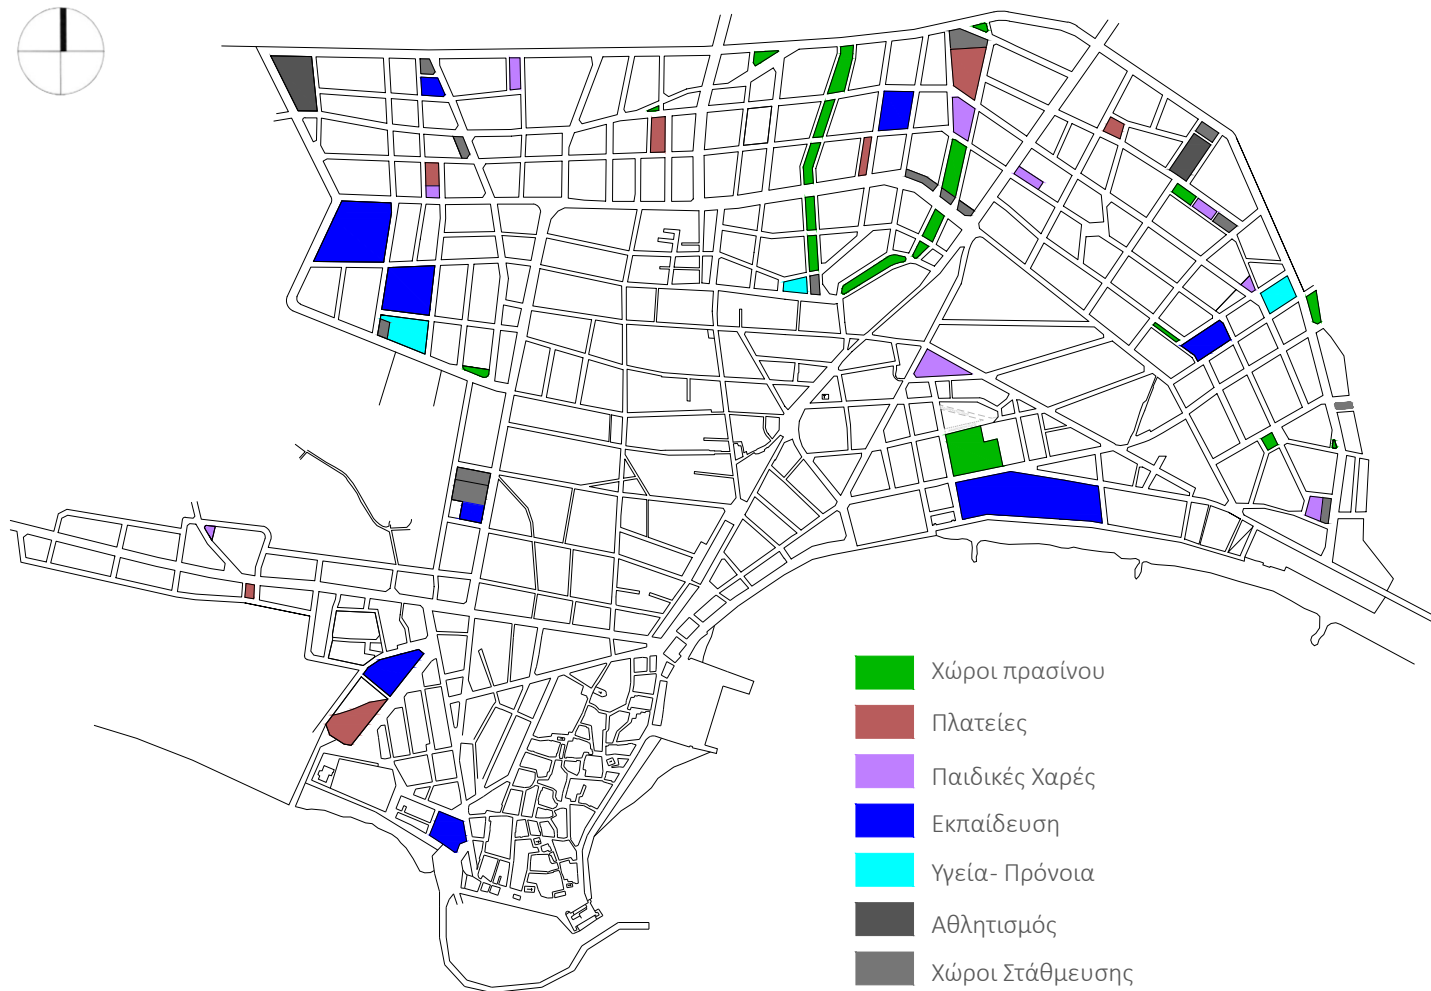 Χώροι πρασίνου
Πλατείες
Παιδικές Χαρές
Εκπαίδευση
Υγεία- Πρόνοια
Αθλητισμός
Χώροι Στάθμευσης